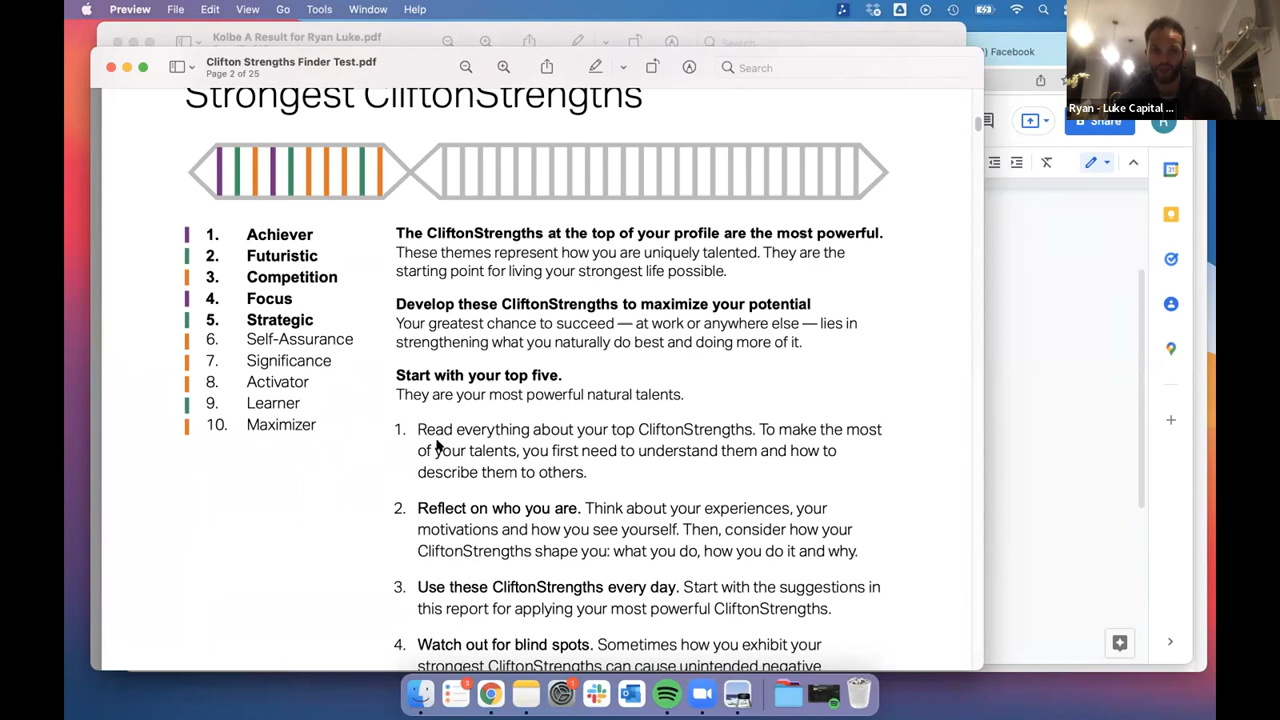 Preview File Edit View Go Tools Window Help
Kolbe A Result for Ryan Luke.pdf
Search
Clifton Strengths Finder Test.pdf
Page 2 of 25
Search
) Facebook
Ryan - Luke Capital ...
Share
Strongest CliftonStrengths
1. Achiever
2. Futuristic
3. Competition
4. Focus
5. Strategic
6. Self-Assurance
7. Significance
8. Activator
9. Learner
10. Maximizer
The CliftonStrengths at the top of your profile are the most powerful.
These themes represent how you are uniquely talented. They are the
starting point for living your strongest life possible.
Develop these CliftonStrengths to maximize your potential
Your greatest chance to succeed — at work or anywhere else — lies in
strengthening what you naturally do best and doing more of it.
Start with your top five.
They are your most powerful natural talents.
1. Read everything about your top CliftonStrengths. To make the most
of your talents, you first need to understand them and how to
describe them to others.
2. Reflect on who you are. Think about your experiences, your
motivations and how you see yourself. Then, consider how your
CliftonStrengths shape you: what you do, how you do it and why.
3. Use these CliftonStrengths every day. Start with the suggestions in
this report for applying your most powerful CliftonStrengths.
4. Watch out for blind spots. Sometimes how you exhibit your
strongest CliftonStrengths can cause unintended negative
31
3
1